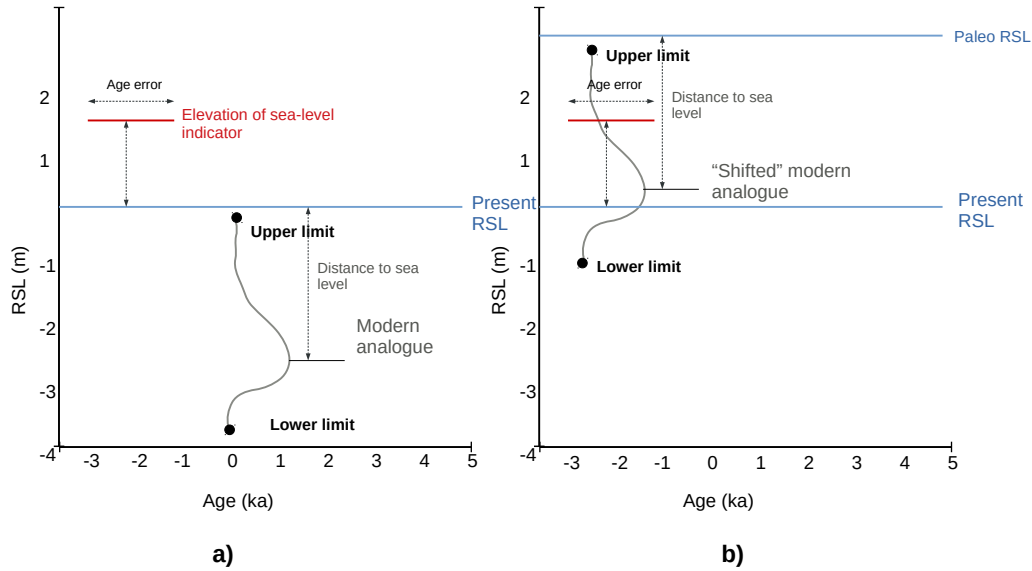 Age error
2
Elevation of sea-level
indicator
1
Present
RSL
Upper limit
-1
Distance to sea
level
RSL (m)
-2
Modern
analogue
-3
Lower limit
-4
-3 -2 -1 0 1 2 3 4 5
Age (ka)
a)
Paleo RSL
Upper limit
Age error
2
Distance to sea
level
1
“Shifted” modern
analogue
Present
RSL
-1
Lower limit
RSL (m)
-2
-3
-4
-3 -2 -1 0 1 2 3 4 5
Age (ka)
b)